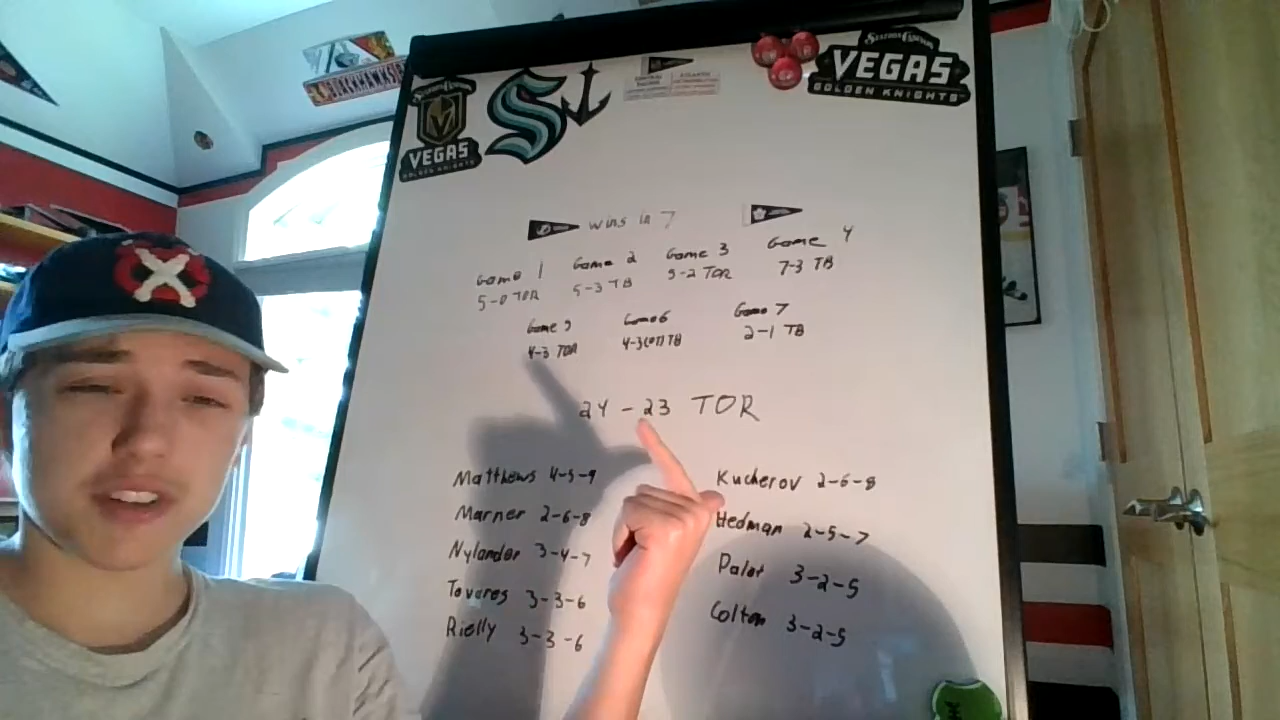 VEGAS
VEGAS
GOLDEN KNIGHTS
wins in 7
Game 1
5-0 TOR
Game 2
5-3 TB
Game 3
5-2 TOR
Game 4
7-3 TB
Game 5
4-3 TOR
Game 6
4-3(OT) TB
Game 7
2-1 TB
24 - 23 TOR
Matthews 4-5-9
Marner 2-6-8
Nylander 3-4-7
Tavares 3-3-6
Rielly 3-3-6
Kucherov 2-6-8
Hedman 2-5-7
Palat 3-2-5
Colton 3-2-5